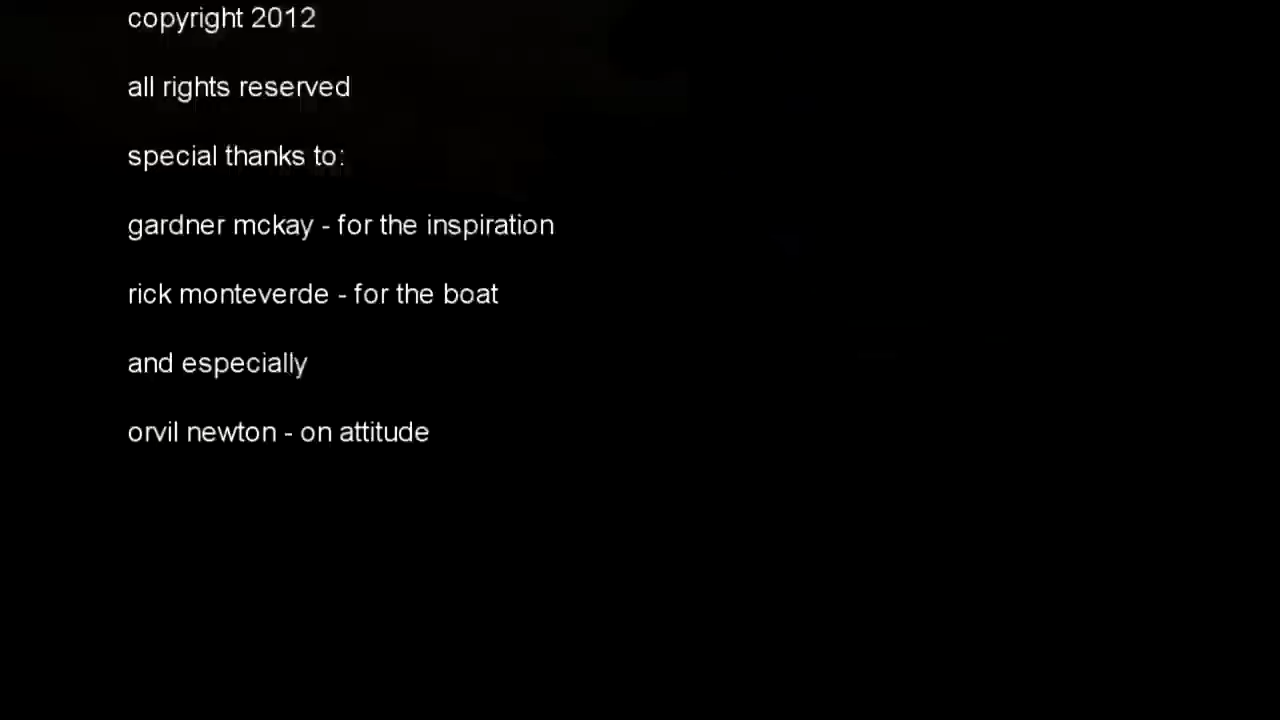 copyright 2012
all rights reserved
special thanks to:
gardner mckay - for the inspiration
rick monteverde - for the boat
and especially
orvil newton - on attitude